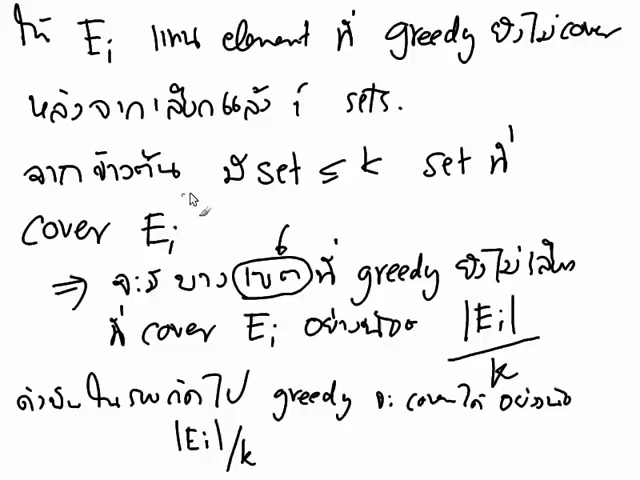 ให้ Ei แทน element ที่ greedy ยังไม่ cover
หลังจากเลือกแล้ว i sets.
จากข้างต้น มี set ≤ k set ที่
cover Ei
⇒ จะมีบาง เซต ที่ greedy ยังไม่เลือก
ที่ cover Ei อย่างน้อย |Ei|/k
ดังนั้นในรอบถัดไป greedy จะ cover ได้ อย่างน้อย
|Ei|/k